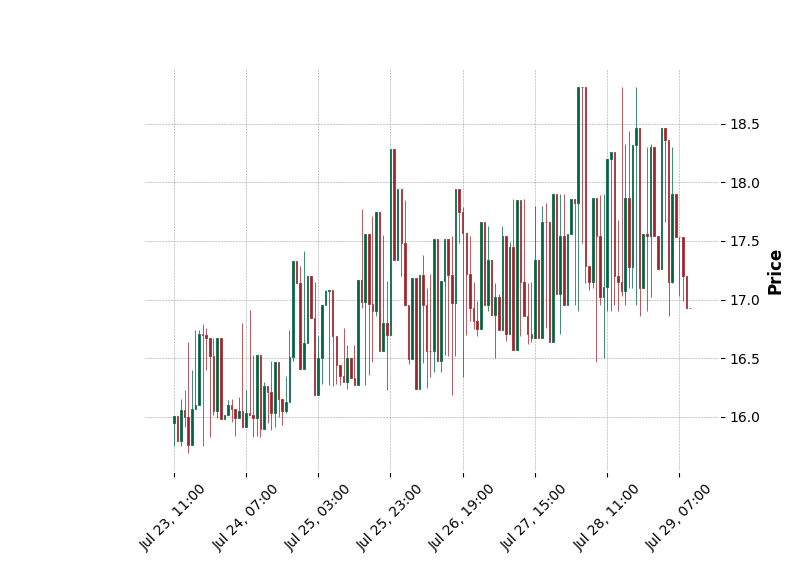 18.5
18.0
17.5
17.0
16.5
16.0
Price
Jul 23, 11:00
Jul 24, 07:00
Jul 25, 03:00
Jul 25, 23:00
Jul 26, 19:00
Jul 27, 15:00
Jul 28, 11:00
Jul 29, 07:00